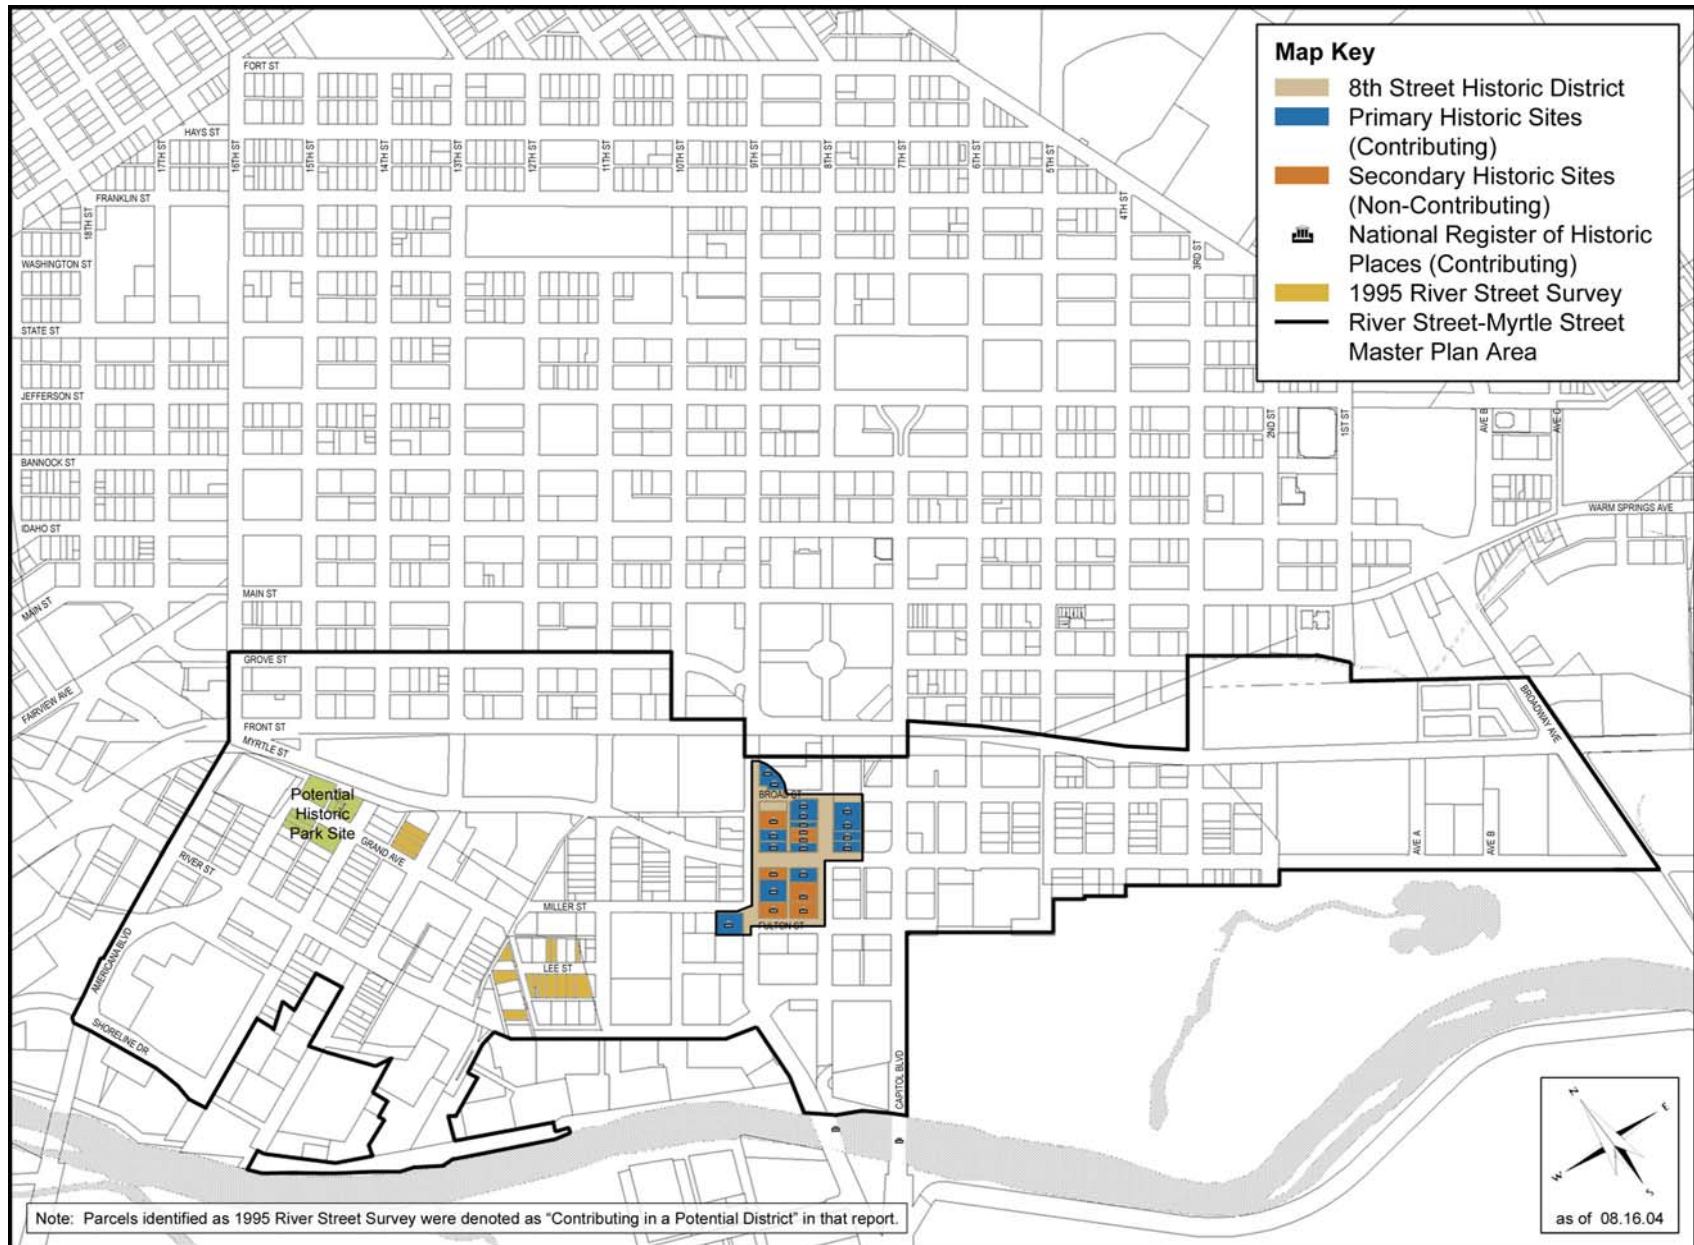 Map Key
8th Street Historic District
Primary Historic Sites
(Contributing)
Secondary Historic Sites
(Non-Contributing)
National Register of Historic
Places (Contributing)
1995 River Street Survey
River Street-Myrtle Street
Master Plan Area
FORT ST
HAYS ST
17TH ST
16TH ST
15TH ST
14TH ST
13TH ST
12TH ST
11TH ST
10TH ST
9TH ST
8TH ST
7TH ST
6TH ST
5TH ST
4TH ST
3RD ST
FRANKLIN ST
18TH ST
WASHINGTON ST
STATE ST
JEFFERSON ST
2ND ST
1ST ST
AVE B
AVE C
BANNOCK ST
IDAHO ST
WARM SPRINGS AVE
MAIN ST
MAIN ST
GROVE ST
FAIRVIEW AVE
BROADWAY AVE
FRONT ST
MYRTLE ST
Potential
Historic
Park Site
BROAD ST
GRAND AVE
RIVER ST
AVE A
AVE B
MILLER ST
FULTON ST
AMERICANA BLVD
LEE ST
SHORELINE DR
CAPITOL BLVD
N
E
W
S
as of 08.16.04
Note: Parcels identified as 1995 River Street Survey were denoted as “Contributing in a Potential District” in that report.